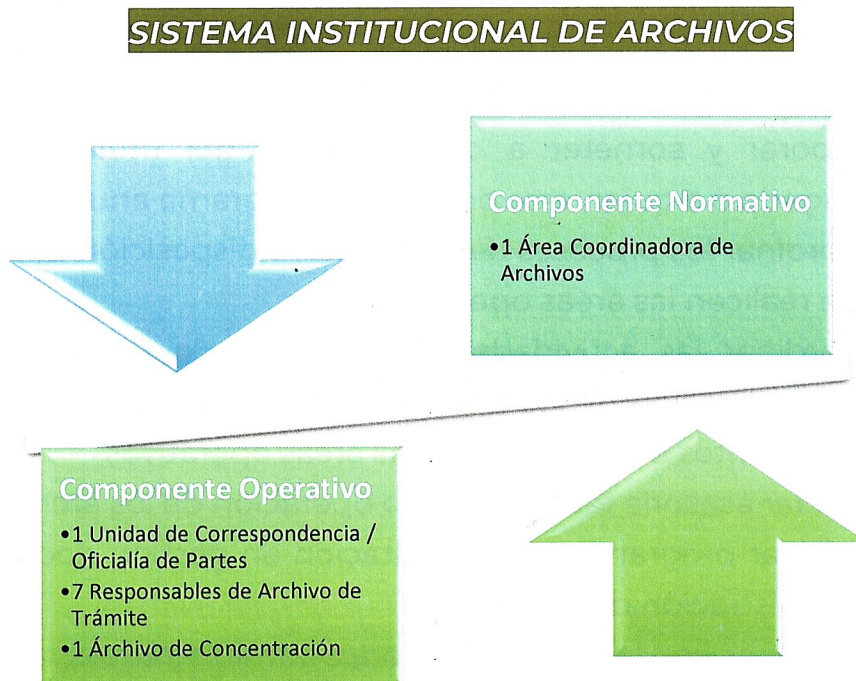 SISTEMA INSTITUCIONAL DE ARCHIVOS
Componente Normativo
•1 Área Coordinadora de
Archivos
Componente Operativo
•1 Unidad de Correspondencia /
Oficialía de Partes
•7 Responsables de Archivo de
Trámite
•1 Árchivo de Concentración